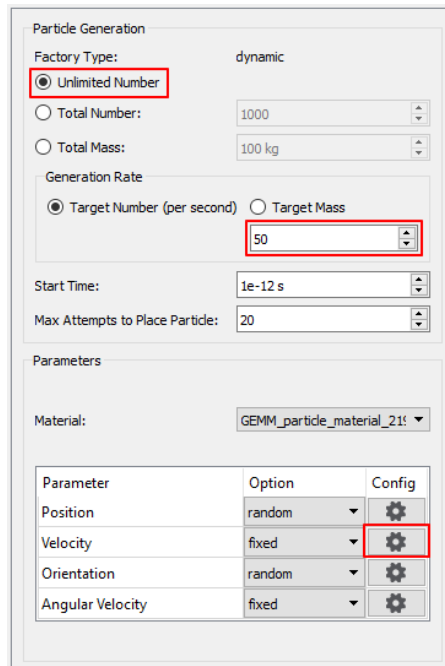 Particle Generation
Factory Type: dynamic
Unlimited Number
Total Number: 1000
Total Mass: 100 kg
Generation Rate
Target Number (per second) Target Mass
50
Start Time: 1e-12 s
Max Attempts to Place Particle: 20
Parameters
Material: GEMM_particle_material_219
Parameter Option Config
Position random
Velocity fixed
Orientation random
Angular Velocity fixed